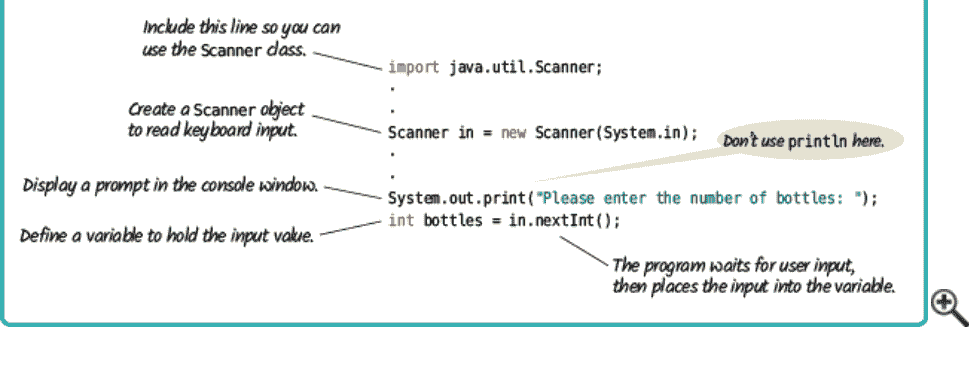 Include this line so you can
use the Scanner class.
import java.util.Scanner;
.
.
Create a Scanner object
to read keyboard input.
Scanner in = new Scanner(System.in);
Don't use println here.
.
.
Display a prompt in the console window.
System.out.print("Please enter the number of bottles: ");
Define a variable to hold the input value.
int bottles = in.nextInt();
The program waits for user input,
then places the input into the variable.